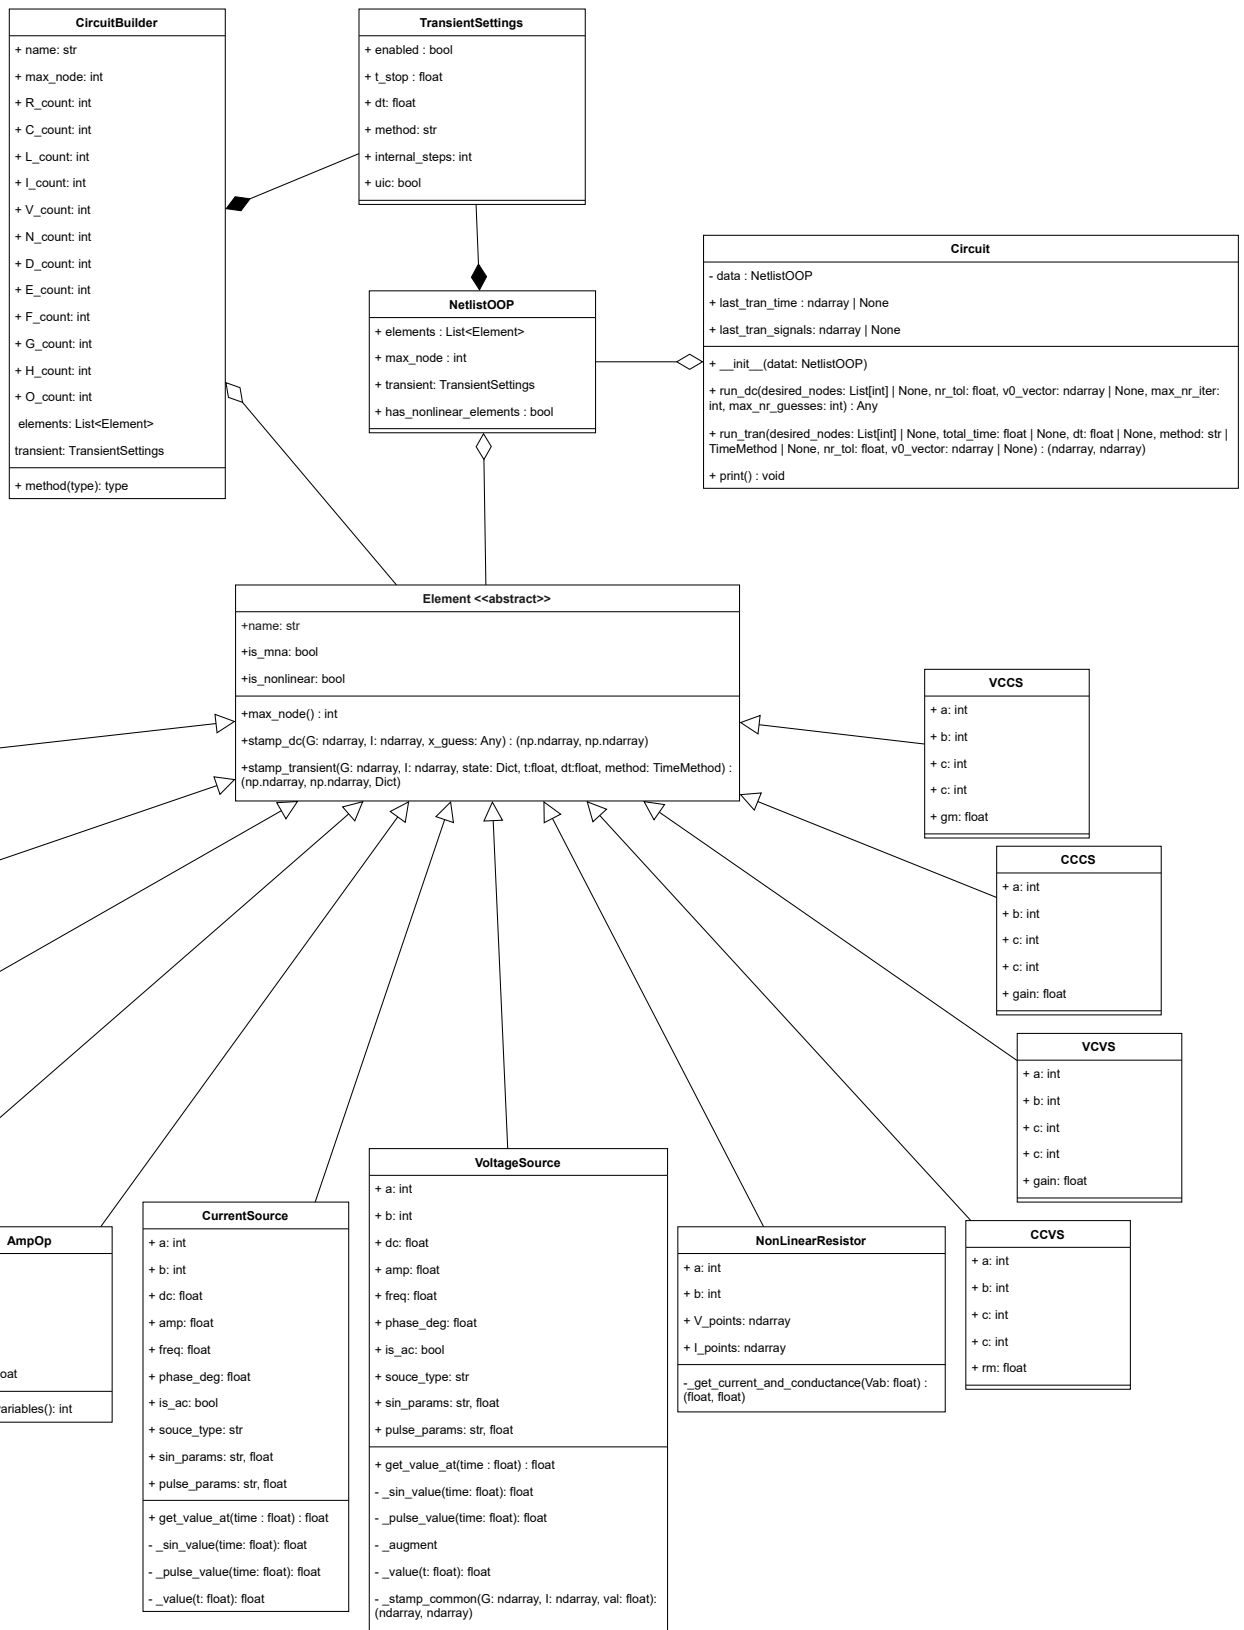 CircuitBuilder
+ name: str
+ max_node: int
+ R_count: int
+ C_count: int
+ L_count: int
+ I_count: int
+ V_count: int
+ N_count: int
+ D_count: int
+ E_count: int
+ F_count: int
+ G_count: int
+ H_count: int
+ O_count: int
elements: List<Element>
transient: TransientSettings
+ method(type): type
TransientSettings
+ enabled : bool
+ t_stop : float
+ dt: float
+ method: str
+ internal_steps: int
+ uic: bool
NetlistOOP
+ elements : List<Element>
+ max_node : int
+ transient: TransientSettings
+ has_nonlinear_elements : bool
Circuit
- data : NetlistOOP
+ last_tran_time : ndarray | None
+ last_tran_signals: ndarray | None
+ __init__(datat: NetlistOOP)
+ run_dc(desired_nodes: List[int] | None, nr_tol: float, v0_vector: ndarray | None, max_nr_iter:
int, max_nr_guesses: int) : Any
+ run_tran(desired_nodes: List[int] | None, total_time: float | None, dt: float | None, method: str |
TimeMethod | None, nr_tol: float, v0_vector: ndarray | None) : (ndarray, ndarray)
+ print() : void
Element <<abstract>>
+name: str
+is_mna: bool
+is_nonlinear: bool
+max_node() : int
+stamp_dc(G: ndarray, I: ndarray, x_guess: Any) : (np.ndarray, np.ndarray)
+stamp_transient(G: ndarray, I: ndarray, state: Dict, t:float, dt:float, method: TimeMethod) :
(np.ndarray, np.ndarray, Dict)
VCCS
+ a: int
+ b: int
+ c: int
+ c: int
+ gm: float
CCCS
+ a: int
+ b: int
+ c: int
+ c: int
+ gain: float
VCVS
+ a: int
+ b: int
+ c: int
+ c: int
+ gain: float
CCVS
+ a: int
+ b: int
+ c: int
+ c: int
+ rm: float
AmpOp
oat
ariables(): int
CurrentSource
+ a: int
+ b: int
+ dc: float
+ amp: float
+ freq: float
+ phase_deg: float
+ is_ac: bool
+ souce_type: str
+ sin_params: str, float
+ pulse_params: str, float
+ get_value_at(time : float) : float
- _sin_value(time: float): float
- _pulse_value(time: float): float
- _value(t: float): float
VoltageSource
+ a: int
+ b: int
+ dc: float
+ amp: float
+ freq: float
+ phase_deg: float
+ is_ac: bool
+ souce_type: str
+ sin_params: str, float
+ pulse_params: str, float
+ get_value_at(time : float) : float
- _sin_value(time: float): float
- _pulse_value(time: float): float
- _augment
- _value(t: float): float
- _stamp_common(G: ndarray, I: ndarray, val: float):
(ndarray, ndarray)
NonLinearResistor
+ a: int
+ b: int
+ V_points: ndarray
+ I_points: ndarray
-_get_current_and_conductance(Vab: float) :
(float, float)